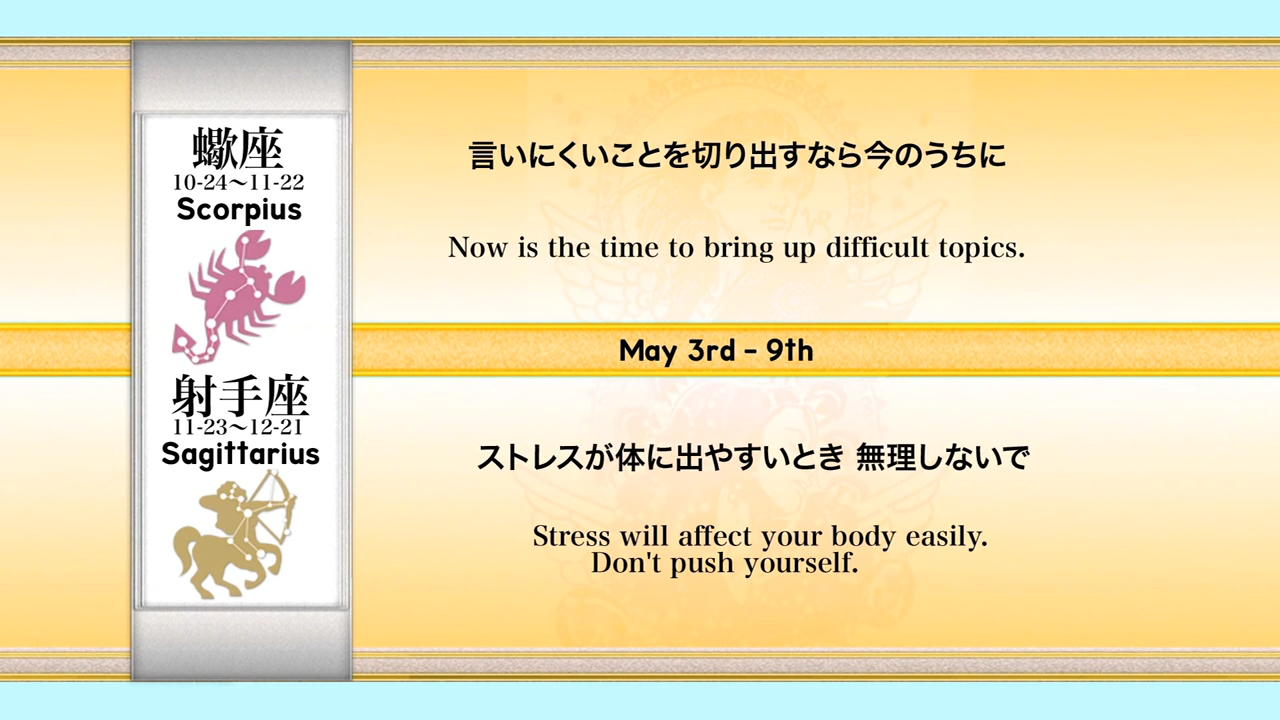 蠍座
10-24～11-22
Scorpius
言いにくいことを切り出すなら今のうちに
Now is the time to bring up difficult topics.
May 3rd - 9th
射手座
11-23～12-21
Sagittarius
ストレスが体に出やすいとき 無理しないで
Stress will affect your body easily.
Don't push yourself.